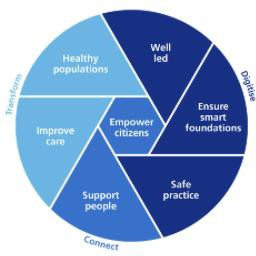 Well
led
Digitise
Ensure
smart
foundations
Safe
practice
Connect
Support
people
Improve
care
Transform
Healthy
populations
Empower
citizens